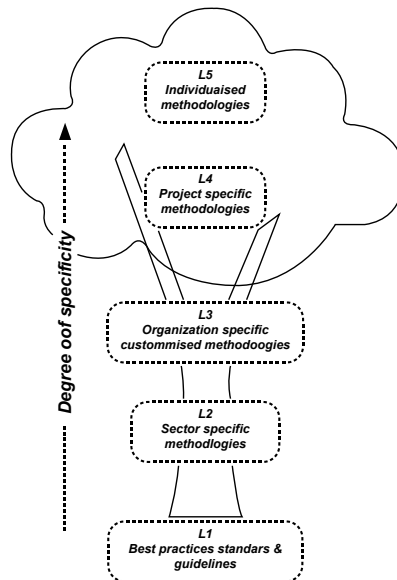 L5
Individuaised
methodologies
L4
Project specific
methodologies
Degree oof specificity
L3
Organization specific
custommised methodoogies
L2
Sector specific
methodlogies
L1
Best practices standars &
guidelines